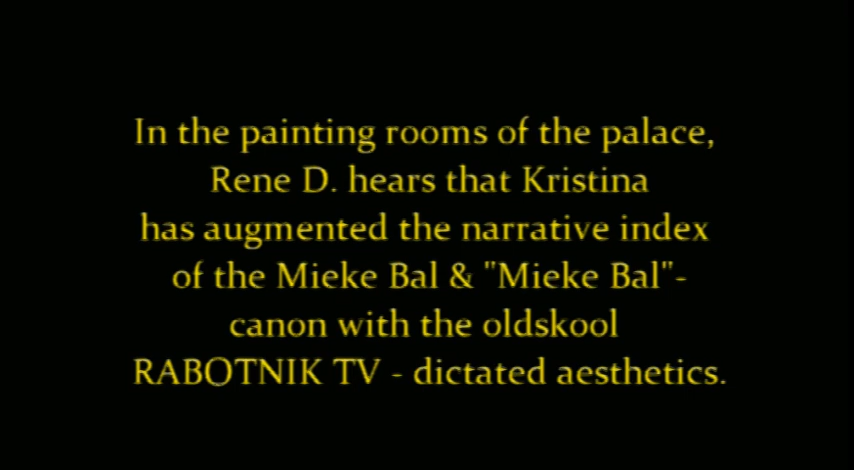 In the painting rooms of the palace,
Rene D. hears that Kristina
has augmented the narrative index
of the Mieke Bal & "Mieke Bal"-
canon with the oldskool
RABOTNIK TV - dictated aesthetics.